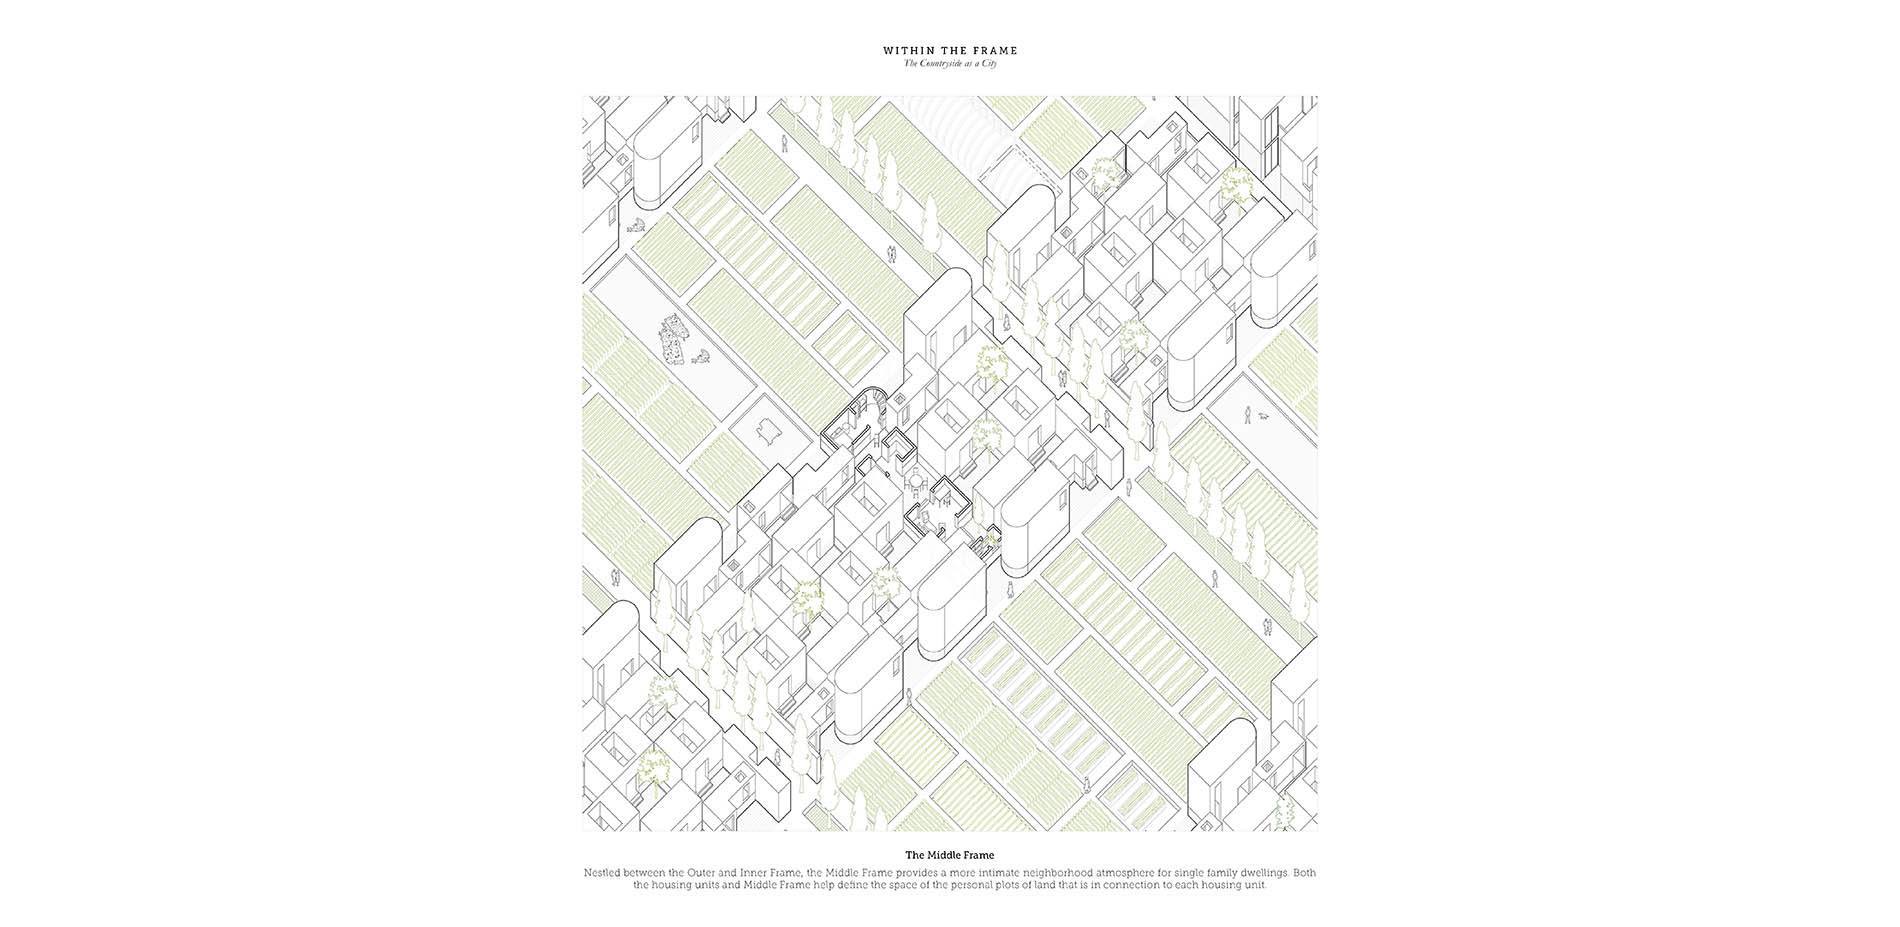 WITHIN THE FRAME
The Countryside as a City
The Middle Frame
Nestled between the Outer and Inner Frame, the Middle Frame provides a more intimate neighborhood atmosphere for single family dwellings. Both
the housing units and Middle Frame help define the space of the personal plots of land that is in connection to each housing unit.